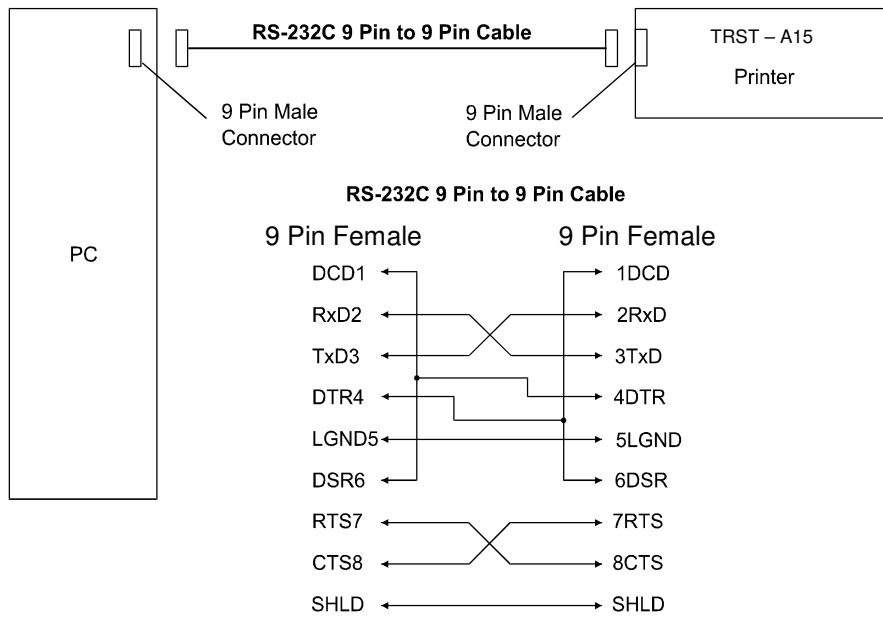 RS-232C 9 Pin to 9 Pin Cable
TRST – A15
Printer
9 Pin Male
Connector
9 Pin Male
Connector
PC
RS-232C 9 Pin to 9 Pin Cable
9 Pin Female 9 Pin Female
DCD1 1DCD
RxD2 2RxD
TxD3 3TxD
DTR4 4DTR
LGND5 5LGND
DSR6 6DSR
RTS7 7RTS
CTS8 8CTS
SHLD SHLD